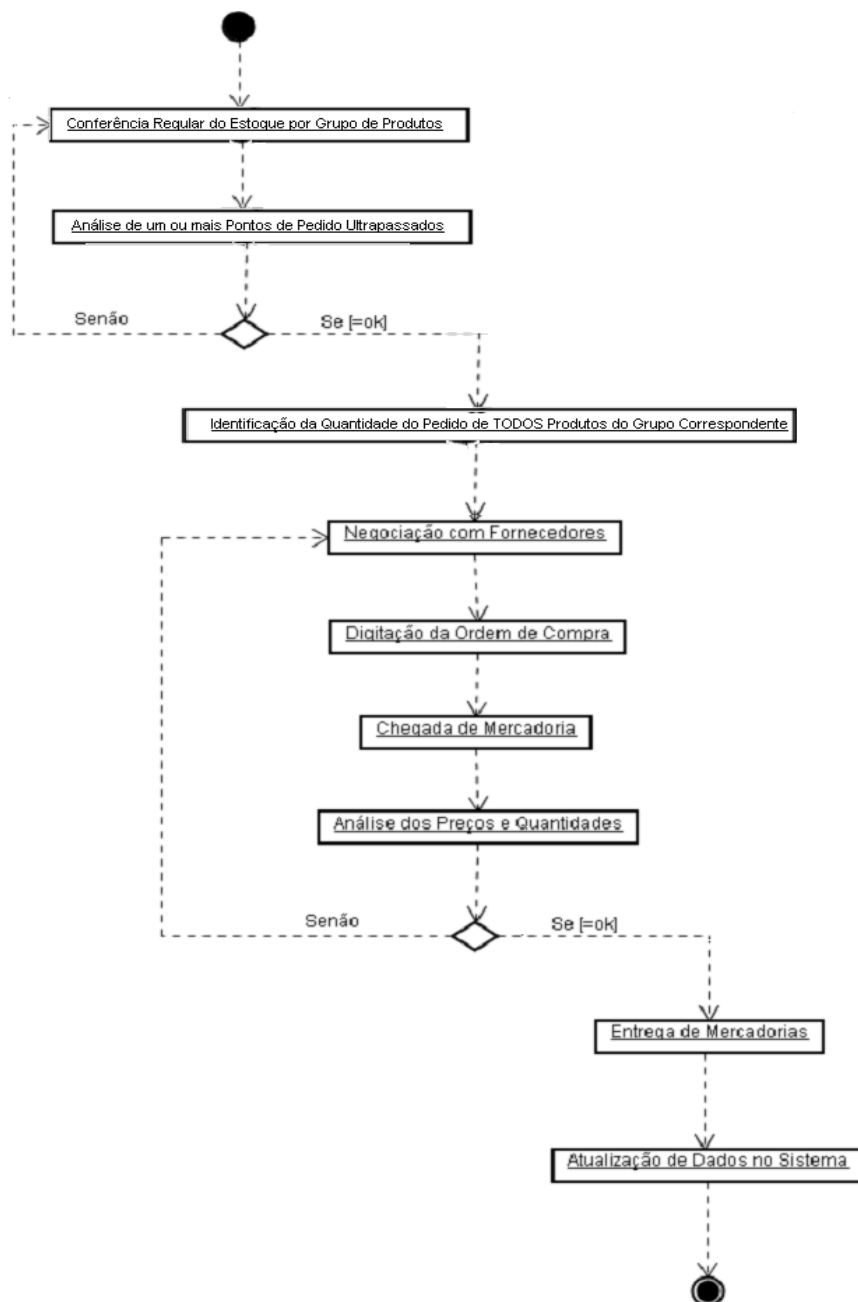 Conferência Regular do Estoque por Grupo de Produtos
Análise de um ou mais Pontos de Pedido Ultrapassados
Senão
Se [=ok]
Identificação da Quantidade do Pedido de TODOS Produtos do Grupo Correspondente
Negociação com Fornecedores
Digitação da Ordem de Compra
Chegada de Mercadoria
Análise dos Preços e Quantidades
Senão
Se [=ok]
Entrega de Mercadorias
Atualização de Dados no Sistema